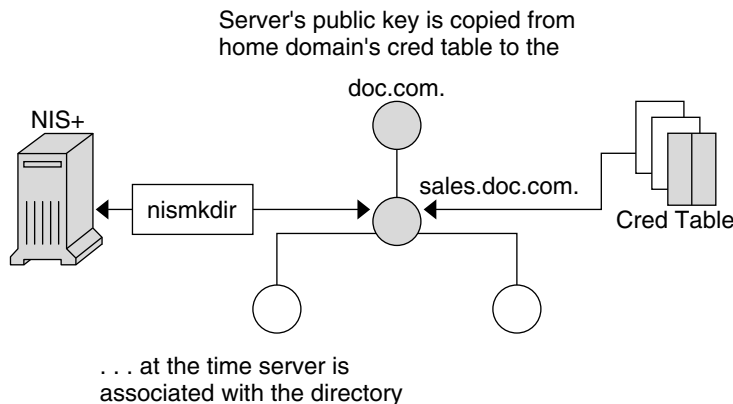 Server's public key is copied from
home domain's cred table to the
doc.com.
NIS+
sales.doc.com.
nismkdir
Cred Table
. . . at the time server is
associated with the directory